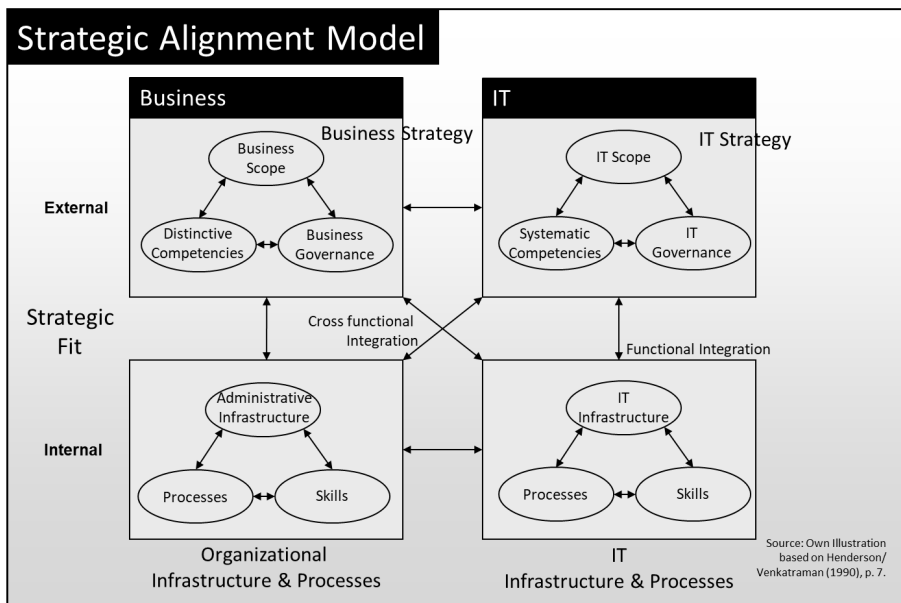 Strategic Alignment Model
Business
IT
Business Strategy
IT Strategy
Business
Scope
IT Scope
External
Distinctive
Competencies
Business
Governance
Systematic
Competencies
IT
Governance
Strategic
Fit
Cross functional
Integration
Functional Integration
Administrative
Infrastructure
IT
Infrastructure
Internal
Processes
Skills
Processes
Skills
Organizational
Infrastructure & Processes
IT
Infrastructure & Processes
Source: Own Illustration
based on Henderson/
Venkatraman (1990), p. 7.